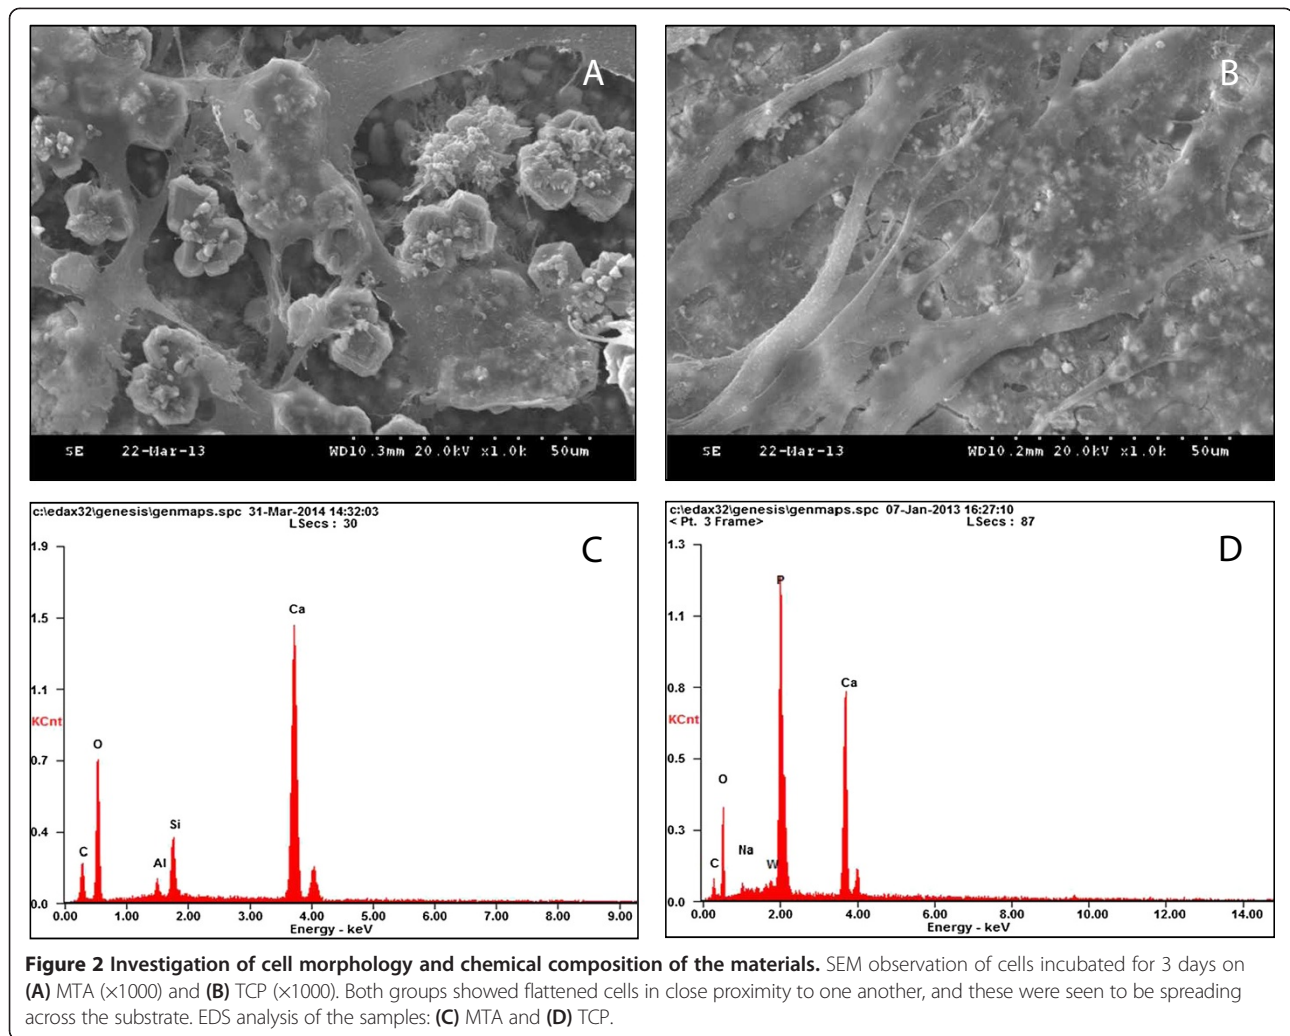 A
SE 22-Mar-13 WD10.3mm 20.0kV x1.0k 50um
B
SE 22-Mar-13 WD10.2mm 20.0kV x1.0k 50um
c:\edax32\genesis\genmaps.spc 31-Mar-2014 14:32:03
LSecs : 30
C
1.9
1.5
1.1
KCnt
0.7
0.4
0.0
C
O
Al
Si
Ca
0.00 1.00 2.00 3.00 4.00 5.00 6.00 7.00 8.00 9.00
Energy - keV
c:\edax32\genesis\genmaps.spc 07-Jan-2013 16:27:10
< Pt. 3 Frame> LSecs : 87
D
1.3
1.1
0.8
KCnt
0.5
0.3
0.0
C
O
Na
W
P
Ca
0.00 2.00 4.00 6.00 8.00 10.00 12.00 14.00
Energy - keV
Figure 2 Investigation of cell morphology and chemical composition of the materials. SEM observation of cells incubated for 3 days on
(A) MTA (×1000) and (B) TCP (×1000). Both groups showed flattened cells in close proximity to one another, and these were seen to be spreading
across the substrate. EDS analysis of the samples: (C) MTA and (D) TCP.